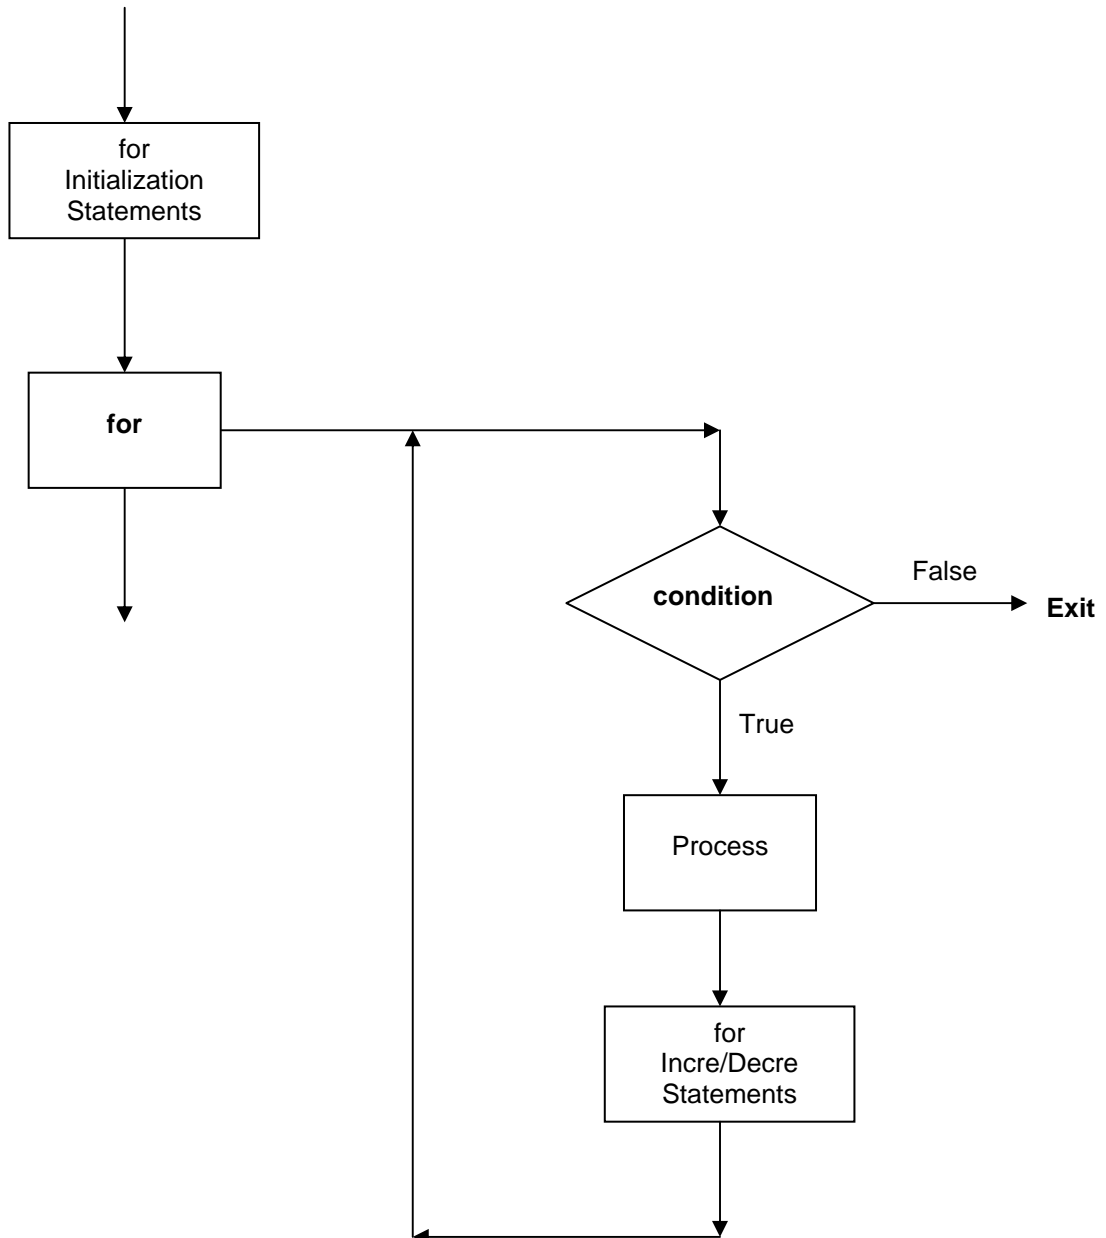 for
Initialization
Statements
for
condition
False
Exit
True
Process
for
Incre/Decre
Statements